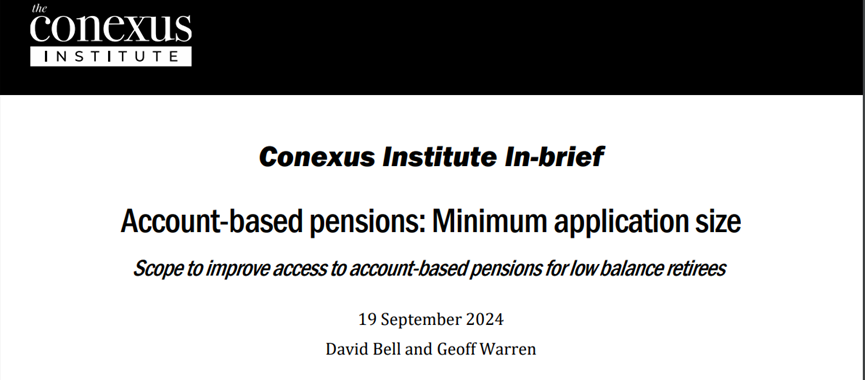 the
conexus
INSTITUTE
Conexus Institute In-brief
Account-based pensions: Minimum application size
Scope to improve access to account-based pensions for low balance retirees
19 September 2024
David Bell and Geoff Warren